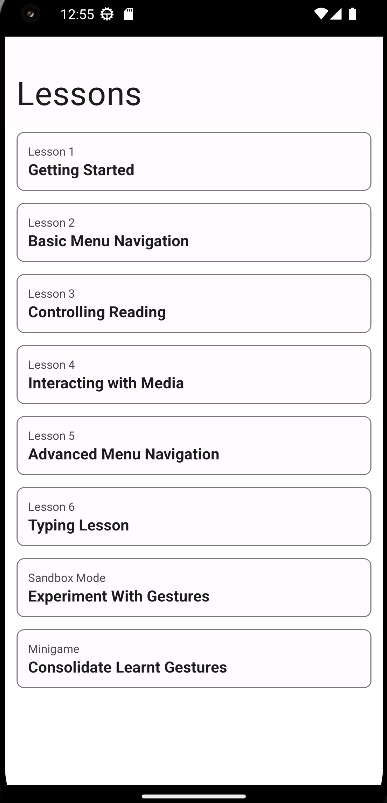 12:55
Lessons
Lesson 1
Getting Started
Lesson 2
Basic Menu Navigation
Lesson 3
Controlling Reading
Lesson 4
Interacting with Media
Lesson 5
Advanced Menu Navigation
Lesson 6
Typing Lesson
Sandbox Mode
Experiment With Gestures
Minigame
Consolidate Learnt Gestures